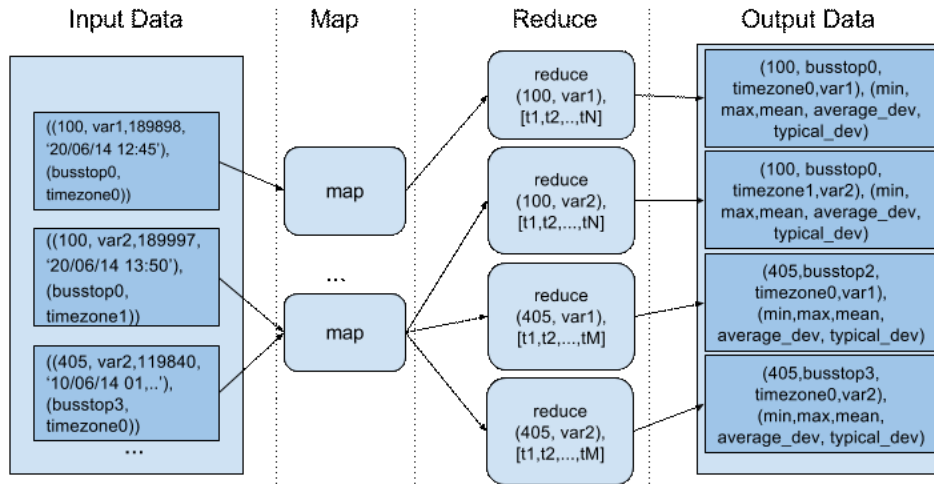 Input Data
Map
Reduce
Output Data
((100, var1,189898,
'20/06/14 12:45'),
(busstop0,
timezone0))
((100, var2,189997,
'20/06/14 13:50'),
(busstop0,
timezone1))
((405, var2,119840,
'10/06/14 01,..'),
(busstop3,
timezone0))
...
map
...
map
reduce
(100, var1),
[t1,t2,..,tN]
reduce
(100, var2),
[t1,t2,...,tN]
reduce
(405, var1),
[t1,t2,...,tM]
reduce
(405, var2),
[t1,t2,...,tM]
(100, busstop0,
timezone0,var1), (min,
max,mean, average_dev,
typical_dev)
(100, busstop0,
timezone1,var2), (min,
max,mean, average_dev,
typical_dev)
(405,busstop2,
timezone0,var1),
(min,max,mean,
average_dev, typical_dev)
(405,busstop3,
timezone0,var2),
(min,max,mean,
average_dev, typical_dev)